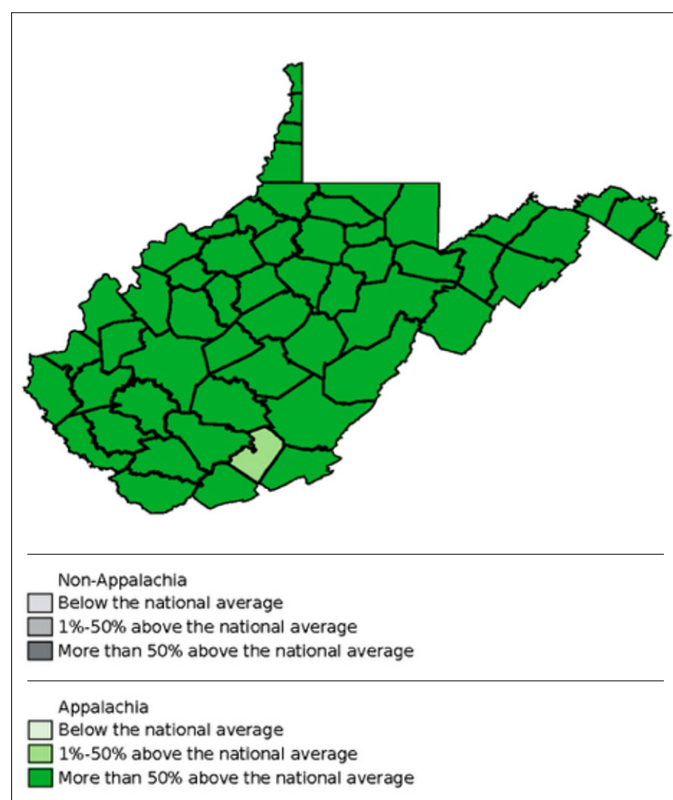 Non-Appalachia
Below the national average
1%-50% above the national average
More than 50% above the national average
Appalachia
Below the national average
1%-50% above the national average
More than 50% above the national average